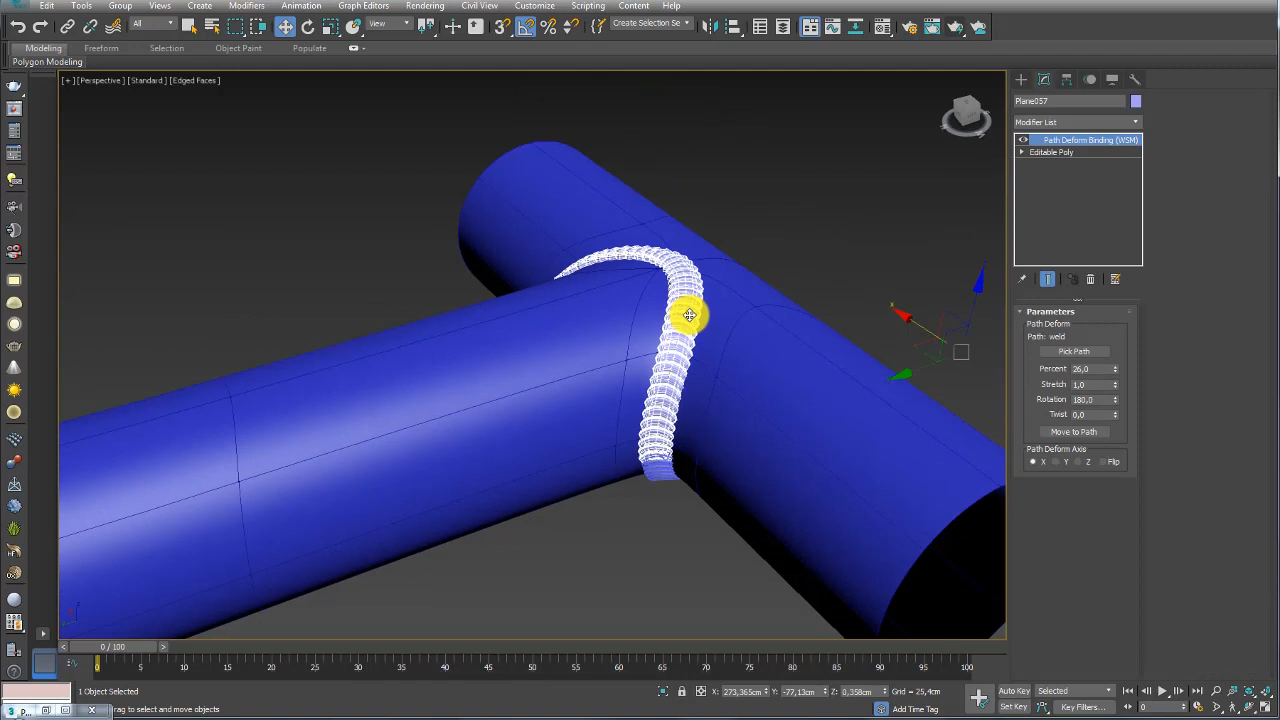 Edit Tools Group Views Create Modifiers Animation Graph Editors Rendering Civil View Customize Scripting Content Help
All View Create Selection Se
Modeling Freeform Selection Object Paint Populate
Polygon Modeling
[+] [Perspective] [Standard] [Edged Faces]
Plane057
Modifier List
Path Deform Binding (WSM)
Editable Poly
Parameters
Path Deform
Path: weld
Pick Path
Percent 26,0
Stretch 1,0
Rotation 180,0
Twist 0,0
Move to Path
Path Deform Axis
X Y Z Flip
< 0 / 100 >
0 5 10 15 20 25 30 35 40 45 50 55 60 65 70 75 80 85 90 95 100
1 Object Selected X: 273,365cm Y: -77,13cm Z: 0,358cm Grid = 25,4cm Auto Key Selected
drag to select and move objects Add Time Tag Set Key Key Filters... 0
3 p...